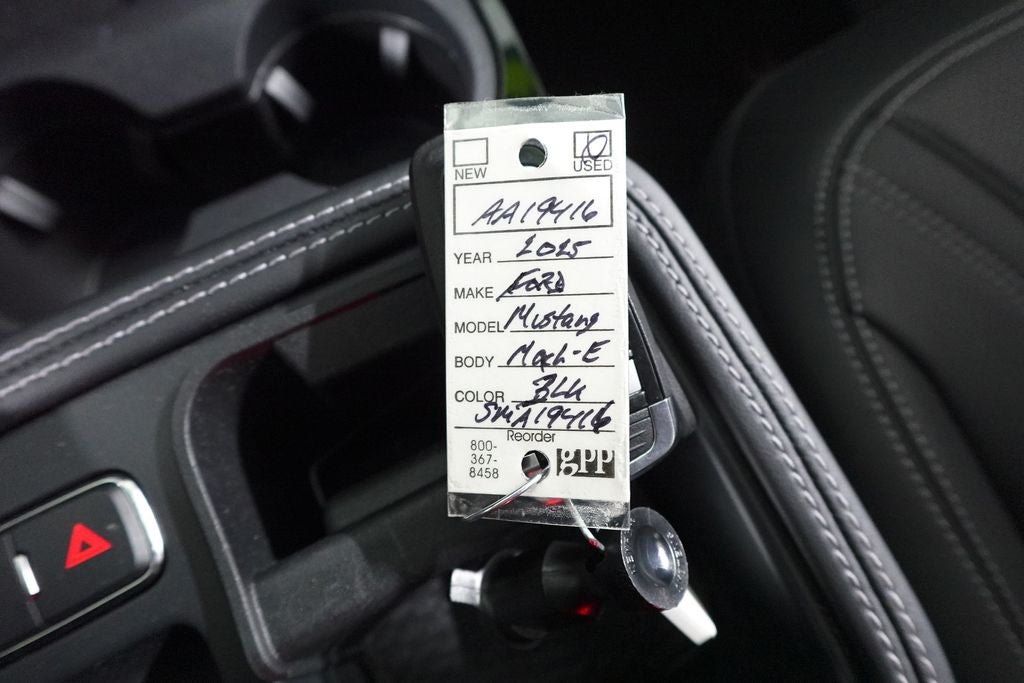 NEW USED
AA19416
YEAR 2025
MAKE FORD
MODEL Mustang
BODY Mach-E
COLOR BLK
SMA19416
Reorder
800-
367-
8458
gPP